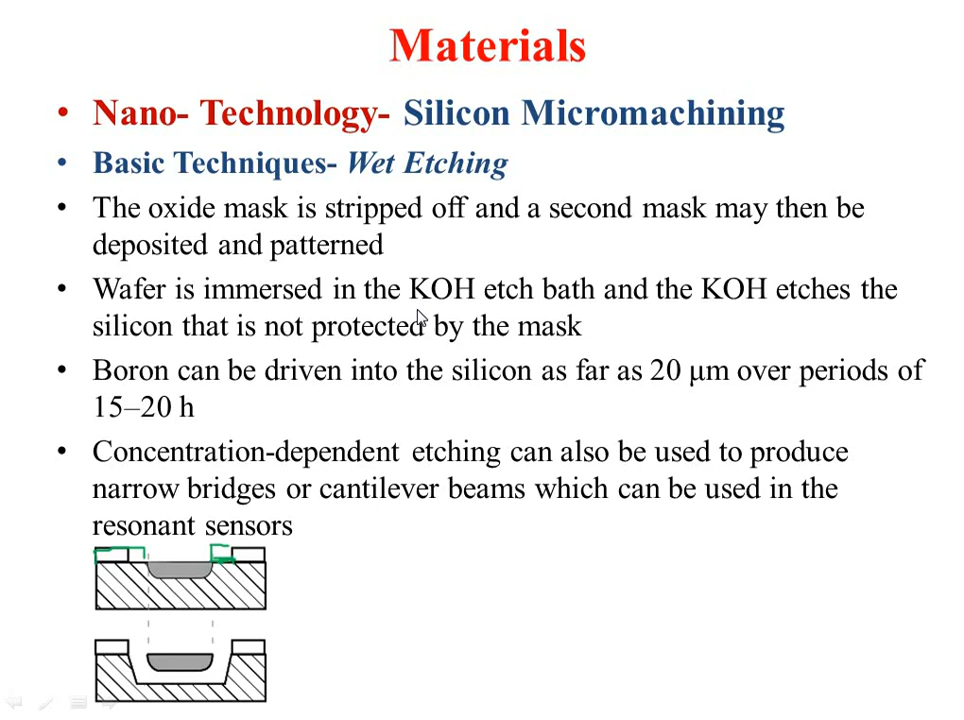 Materials
• Nano- Technology- Silicon Micromachining
• Basic Techniques- Wet Etching
• The oxide mask is stripped off and a second mask may then be
deposited and patterned
• Wafer is immersed in the KOH etch bath and the KOH etches the
silicon that is not protected by the mask
• Boron can be driven into the silicon as far as 20 μm over periods of
15–20 h
• Concentration-dependent etching can also be used to produce
narrow bridges or cantilever beams which can be used in the
resonant sensors